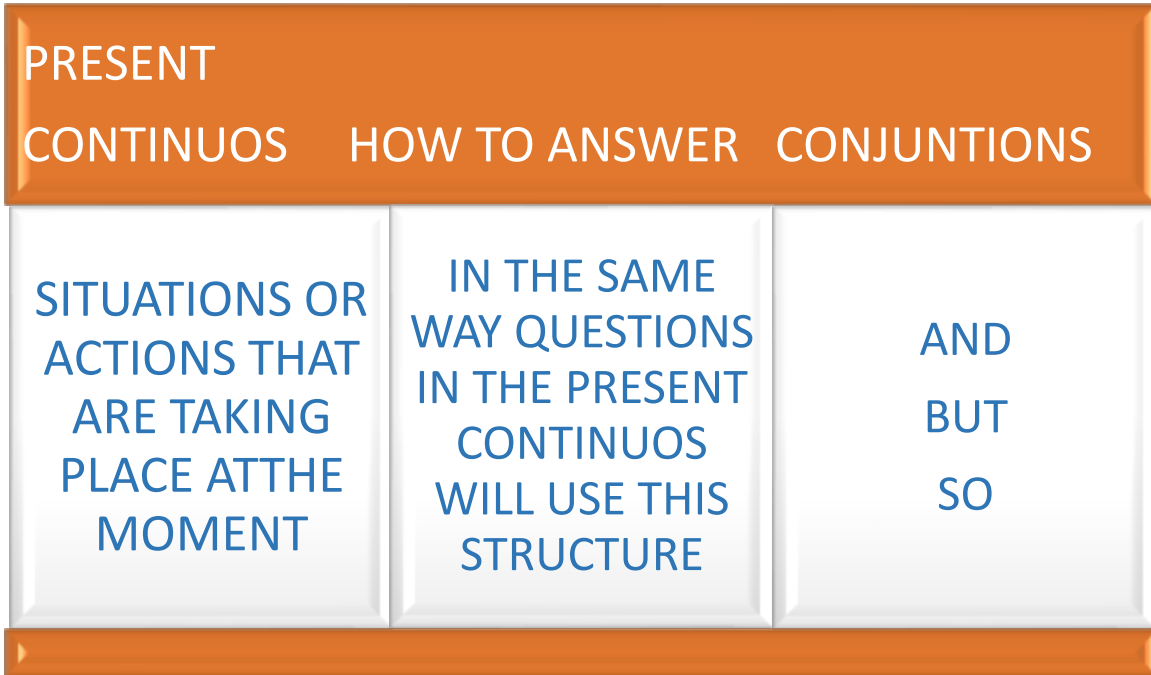 PRESENT
CONTINUOS HOW TO ANSWER CONJUNTIONS
SITUATIONS OR
ACTIONS THAT
ARE TAKING
PLACE ATTHE
MOMENT
IN THE SAME
WAY QUESTIONS
IN THE PRESENT
CONTINUOS
WILL USE THIS
STRUCTURE
AND
BUT
SO